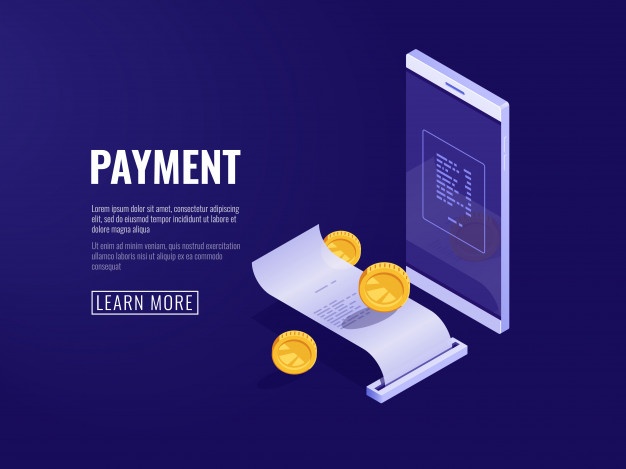 PAYMENT
Lorem ipsum dolor sit amet, consectetur adipiscing
elit, sed do eiusmod tempor incididunt ut labore et
dolore magna aliqua
Ut enim ad minim veniam, quis nostrud exercitation
ullamco laboris nisi ut aliquip ex ea commodo
consequat
LEARN MORE